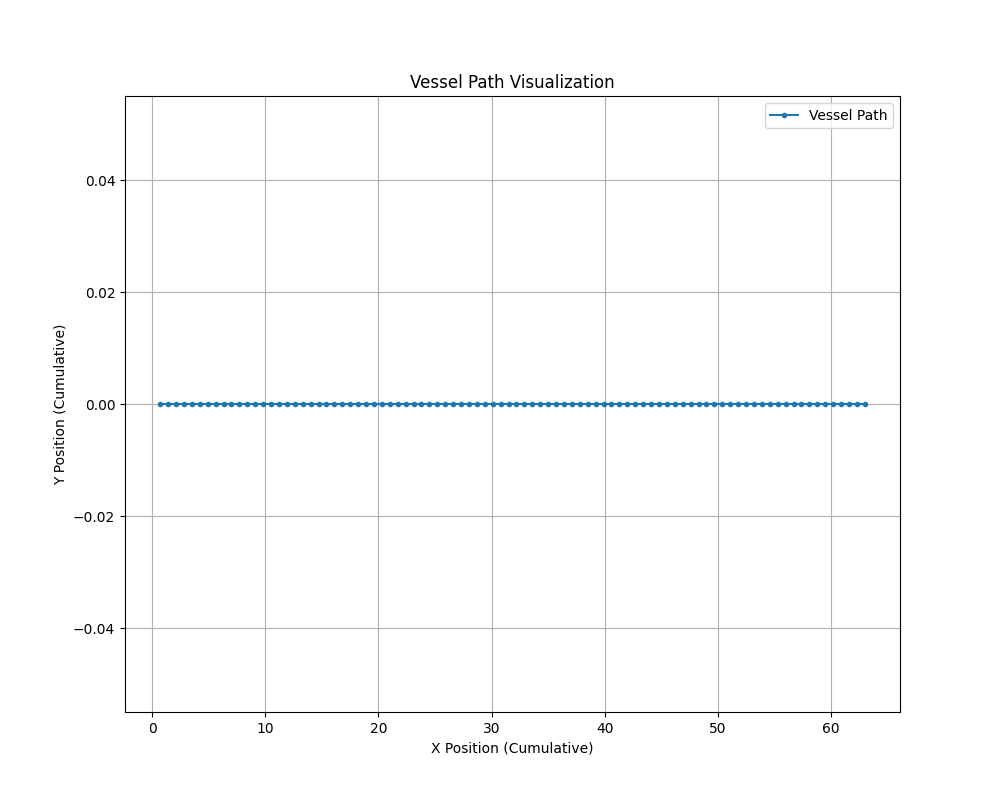 Vessel Path Visualization
Vessel Path
0.04
0.02
0.00
−0.02
−0.04
Y Position (Cumulative)
0 10 20 30 40 50 60
X Position (Cumulative)